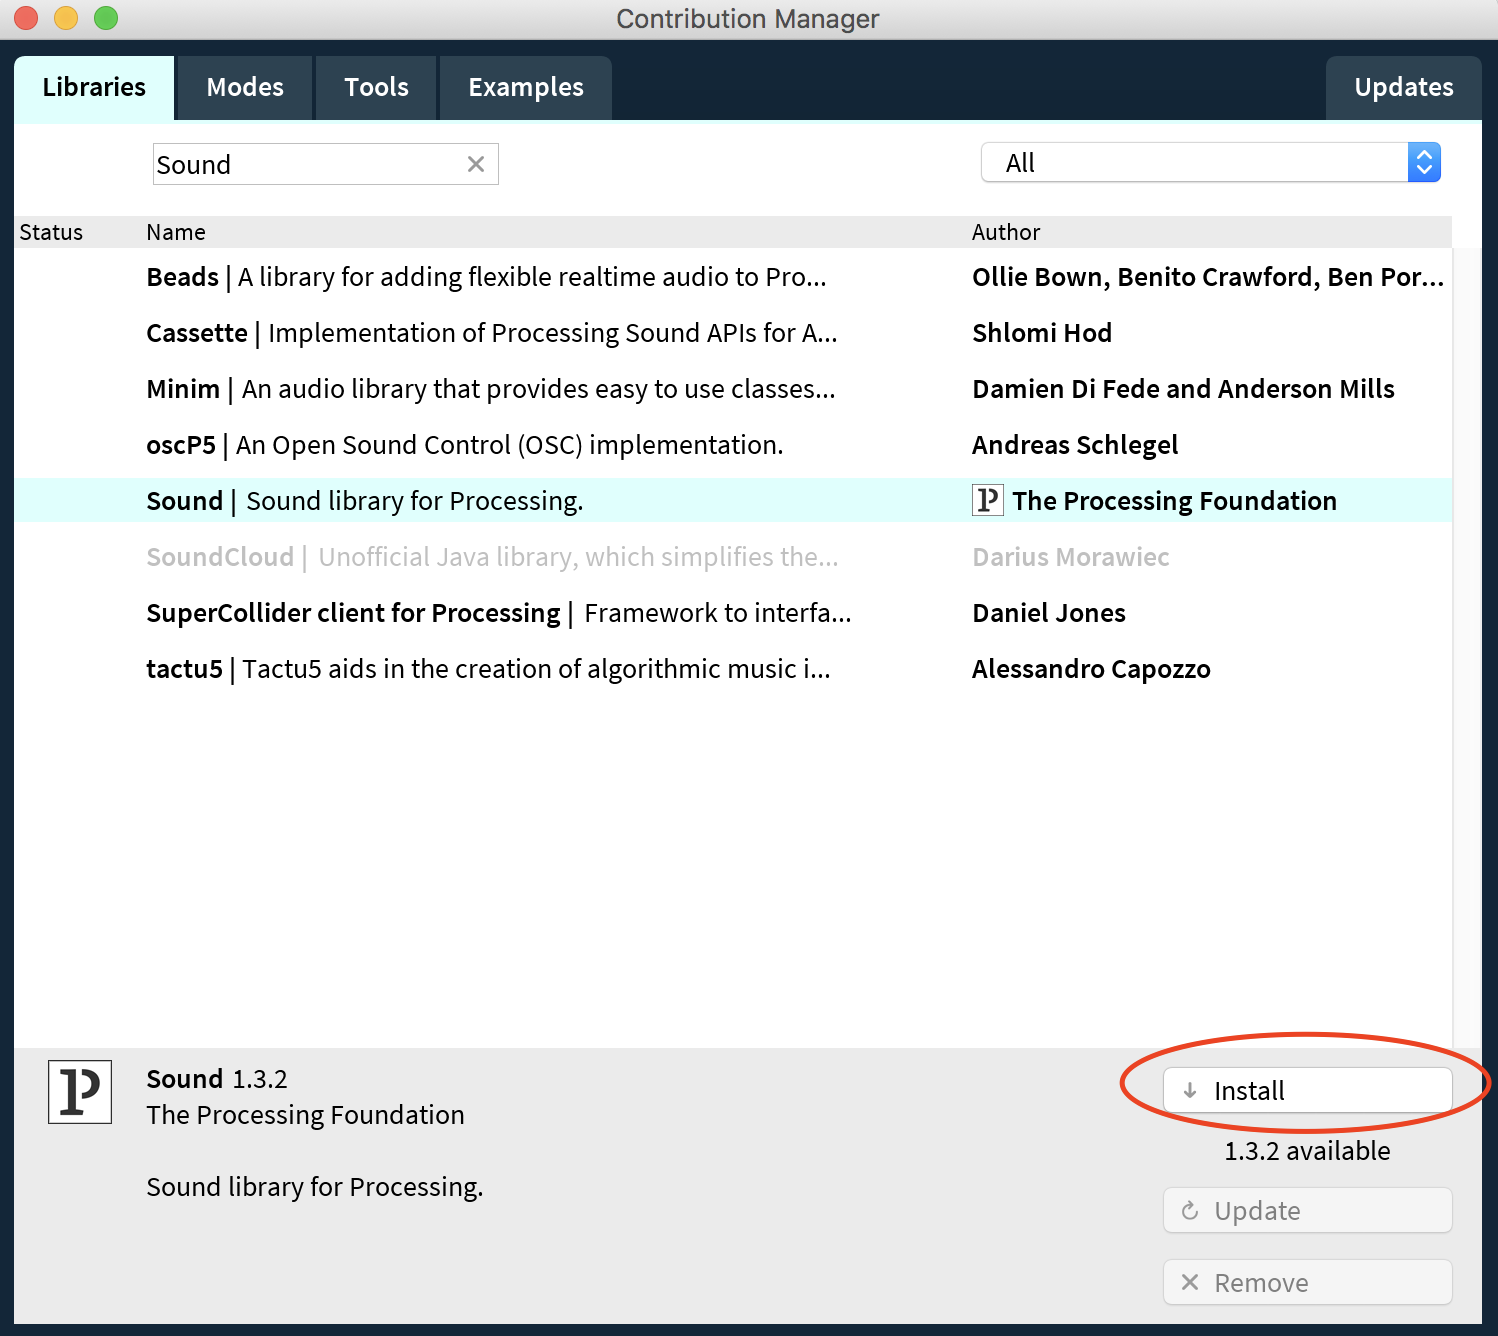 Contribution Manager
Libraries Modes Tools Examples Updates
Sound All
Status Name Author
Beads | A library for adding flexible realtime audio to Pro... Ollie Bown, Benito Crawford, Ben Por...
Cassette | Implementation of Processing Sound APIs for A... Shlomi Hod
Minim | An audio library that provides easy to use classes... Damien Di Fede and Anderson Mills
oscP5 | An Open Sound Control (OSC) implementation. Andreas Schlegel
Sound | Sound library for Processing. P The Processing Foundation
SoundCloud | Unofficial Java library, which simplifies the... Darius Morawiec
SuperCollider client for Processing | Framework to interfa... Daniel Jones
tactu5 | Tactu5 aids in the creation of algorithmic music i... Alessandro Capozzo
P
Sound 1.3.2
The Processing Foundation
Sound library for Processing.
Install
1.3.2 available
Update
Remove